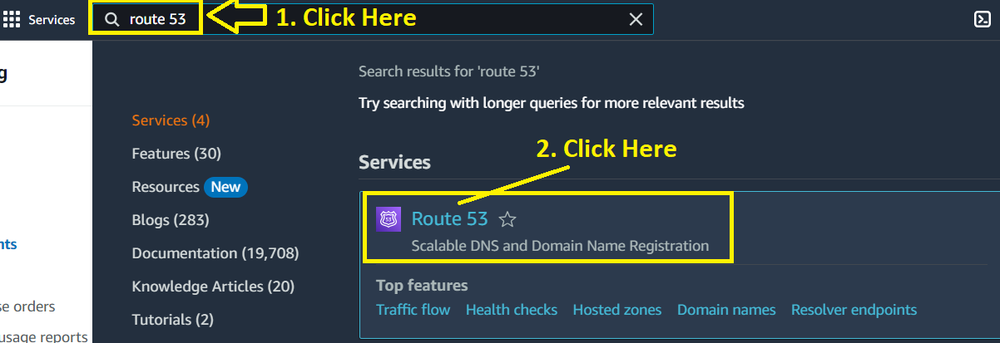 Services
route 53
1. Click Here
g
Search results for 'route 53'
Try searching with longer queries for more relevant results
Services (4)
Features (30)
Resources New
Blogs (283)
Documentation (19,708)
Knowledge Articles (20)
Tutorials (2)
nts
se orders
usage reports
2. Click Here
Services
Route 53
Scalable DNS and Domain Name Registration
Top features
Traffic flow Health checks Hosted zones Domain names Resolver endpoints